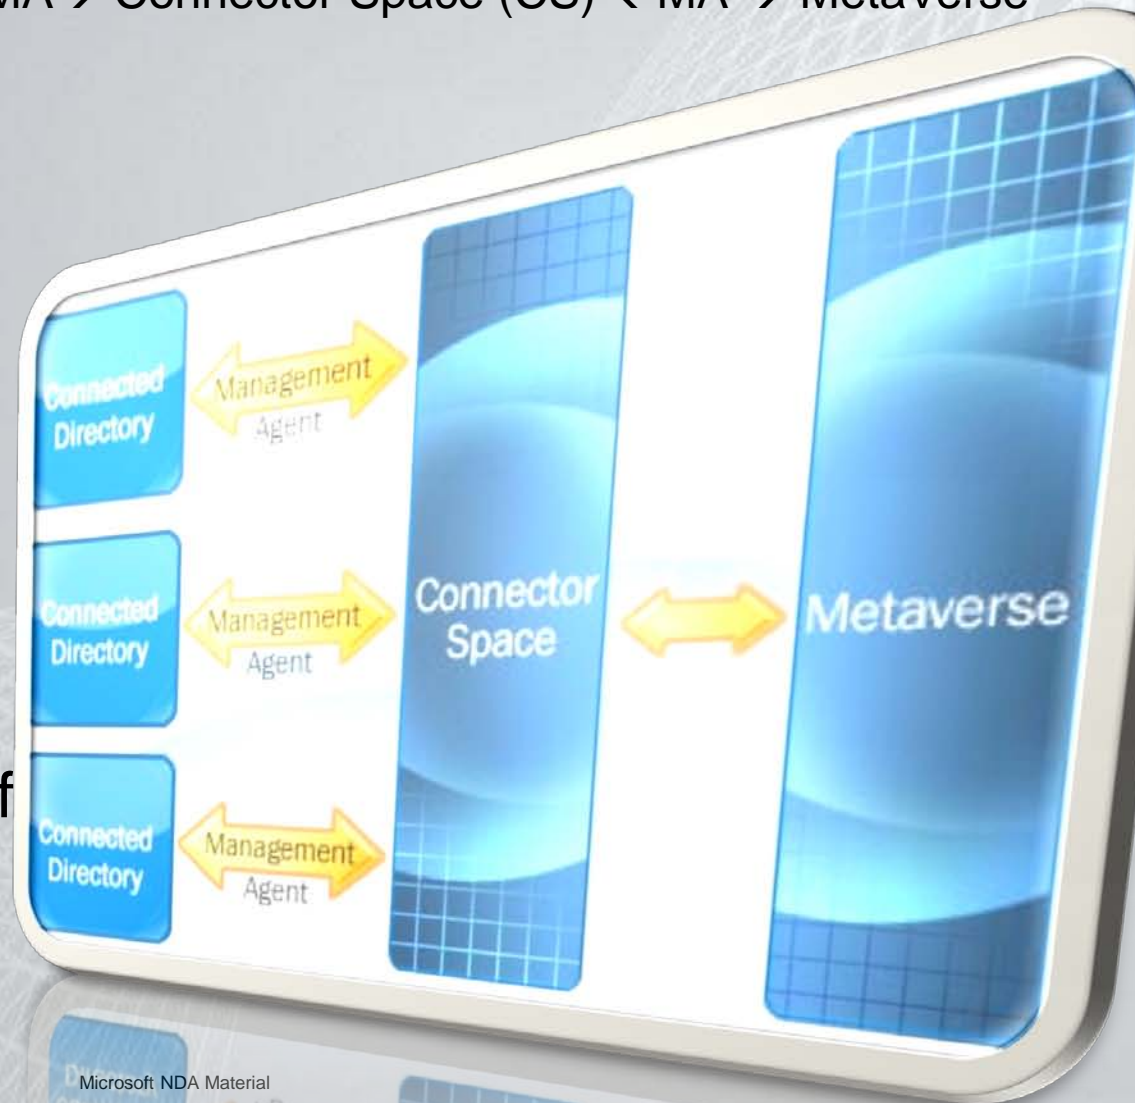 MA → Connector Space (CS) < MA → Metaverse
Connected
Directory
Management
Agent
Connected
Directory
Management
Agent
Connector
Space
Metaverse
f
Connected
Directory
Management
Agent
Microsoft NDA Material